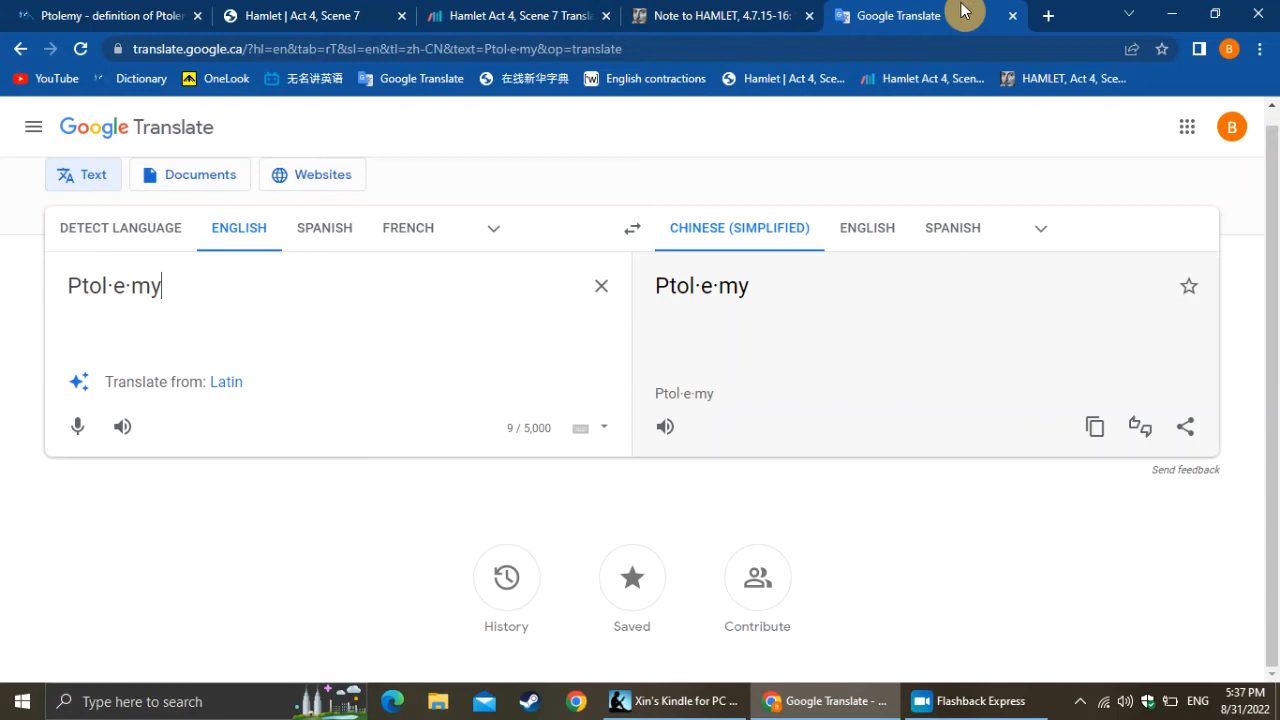 Ptolemy - definition of Ptolem
Hamlet | Act 4, Scene 7
Hamlet Act 4, Scene 7 Transl
Note to HAMLET, 4.7.15-16:
Google Translate
translate.google.ca/?hl=en&tab=rT&sl=en&tl=zh-CN&text=Ptol·e·my&op=translate
B
YouTube
Dictionary
OneLook
无名讲英语
Google Translate
在线新华字典
English contractions
Hamlet | Act 4, Sce...
Hamlet Act 4, Scen...
HAMLET, Act 4, Sce...
Google Translate
B
Text
Documents
Websites
DETECT LANGUAGE
ENGLISH
SPANISH
FRENCH
CHINESE (SIMPLIFIED)
ENGLISH
SPANISH
Ptol·e·my
Ptol·e·my
Translate from: Latin
Ptol·e·my
9 / 5,000
Send feedback
History
Saved
Contribute
Type here to search
Xin's Kindle for PC ...
Google Translate - ...
Flashback Express
ENG
5:37 PM
8/31/2022